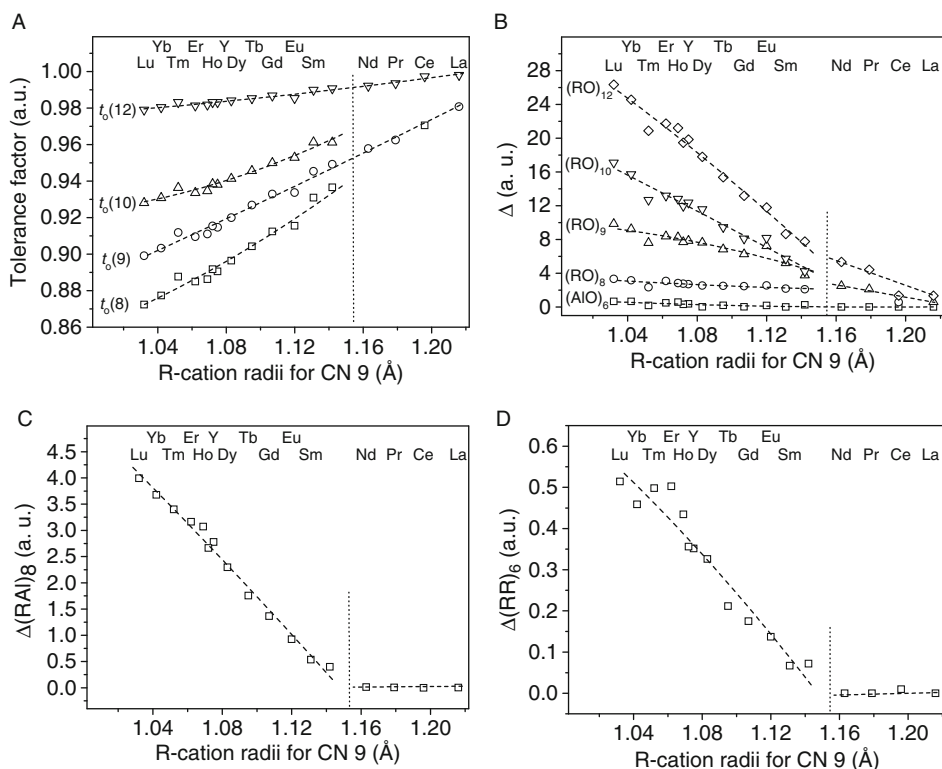 A
Yb Er Y Tb Eu
Lu Tm Ho Dy Gd Sm Nd Pr Ce La
Tolerance factor (a.u.)
1.00
0.98
0.96
0.94
0.92
0.90
0.88
0.86
to(12)
to(10)
to(9)
to(8)
1.04 1.08 1.12 1.16 1.20
R-cation radii for CN 9 (Å)
B
Yb Er Y Tb Eu
Lu Tm Ho Dy Gd Sm Nd Pr Ce La
Δ (a. u.)
28
24
20
16
12
8
4
0
(RO)12
(RO)10
(RO)9
(RO)8
(AlO)6
1.04 1.08 1.12 1.16 1.20
R-cation radii for CN 9 (Å)
C
Yb Er Y Tb Eu
Lu Tm Ho Dy Gd Sm Nd Pr Ce La
Δ(RAl)8 (a. u.)
4.0
3.5
3.0
2.5
2.0
1.5
1.0
0.5
0.0
1.04 1.08 1.12 1.16 1.20
R-cation radii for CN 9 (Å)
D
Yb Er Y Tb Eu
Lu Tm Ho Dy Gd Sm Nd Pr Ce La
Δ(RR)6 (a.u.)
0.6
0.5
0.4
0.3
0.2
0.1
0.0
1.04 1.08 1.12 1.16 1.20
R-cation radii for CN 9 (Å)